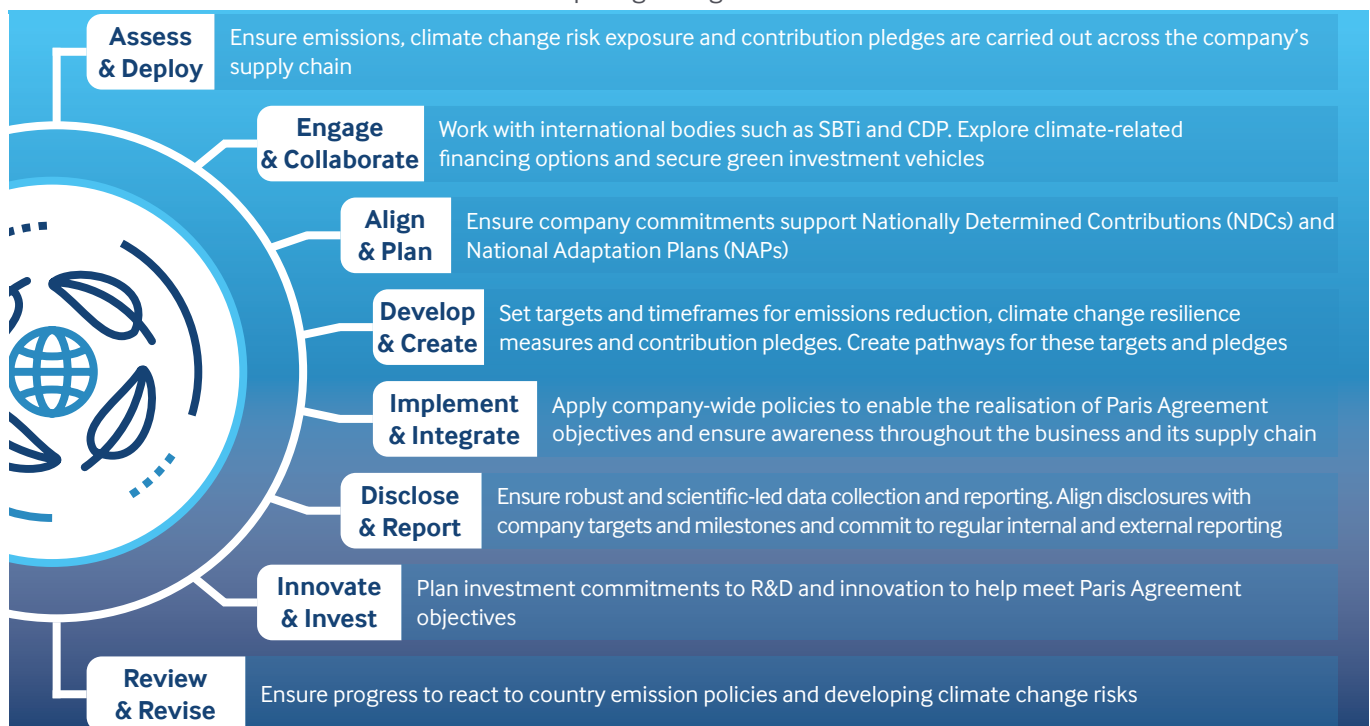 Assess
& Deploy
Ensure emissions, climate change risk exposure and contribution pledges are carried out across the company's
supply chain
Engage
& Collaborate
Work with international bodies such as SBTi and CDP. Explore climate-related
financing options and secure green investment vehicles
Align
& Plan
Ensure company commitments support Nationally Determined Contributions (NDCs) and
National Adaptation Plans (NAPs)
Develop
& Create
Set targets and timeframes for emissions reduction, climate change resilience
measures and contribution pledges. Create pathways for these targets and pledges
Implement
& Integrate
Apply company-wide policies to enable the realisation of Paris Agreement
objectives and ensure awareness throughout the business and its supply chain
Disclose
& Report
Ensure robust and scientific-led data collection and reporting. Align disclosures with
company targets and milestones and commit to regular internal and external reporting
Innovate
& Invest
Plan investment commitments to R&D and innovation to help meet Paris Agreement
objectives
Review
& Revise
Ensure progress to react to country emission policies and developing climate change risks